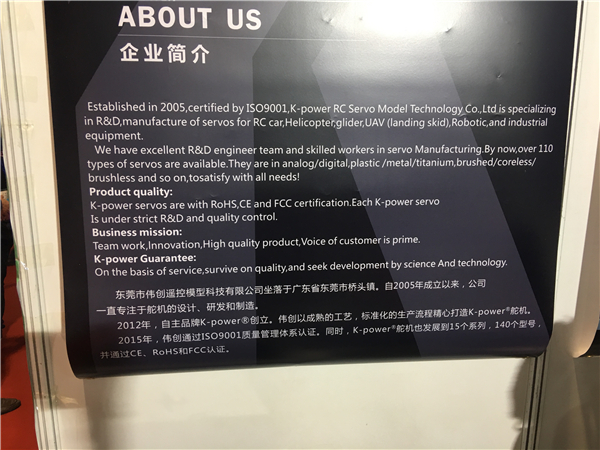 ABOUT US
企业简介
Established in 2005,certified by ISO9001,K-power RC Servo Model Technology Co.,Ltd is specializing
in R&D,manufacture of servos for RC car,Helicopter,glider,UAV (landing skid),Robotic,and industrial
equipment.
We have excellent R&D engineer team and skilled workers in servo Manufacturing.By now,over 110
types of servos are available.They are in analog/digital,plastic /metal/titanium,brushed/coreless/
brushless and so on,tosatisfy with all needs!
Product quality:
K-power servos are with RoHS,CE and FCC certification.Each K-power servo
Is under strict R&D and quality control.
Business mission:
Team work,Innovation,High quality product,Voice of customer is prime.
K-power Guarantee:
On the basis of service,survive on quality,and seek development by science And technology.
东莞市伟创遥控模型科技有限公司坐落于广东省东莞市桥头镇。自2005年成立以来，公司
一直专注于舵机的设计、研发和制造。
2012年，自主品牌K-power®创立。伟创以成熟的工艺，标准化的生产流程精心打造K-power®舵机。
2015年，伟创通过ISO9001质量管理体系认证。同时，K-power®舵机也发展到15个系列，140个型号，
并通过CE、RoHS和FCC认证。